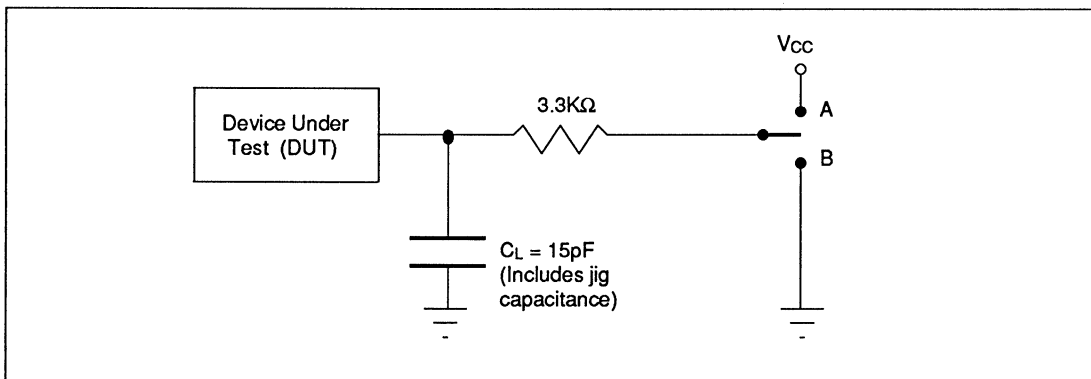 Vcc
A
3.3KΩ
Device Under
Test (DUT)
B
CL = 15pF
(Includes jig
capacitance)